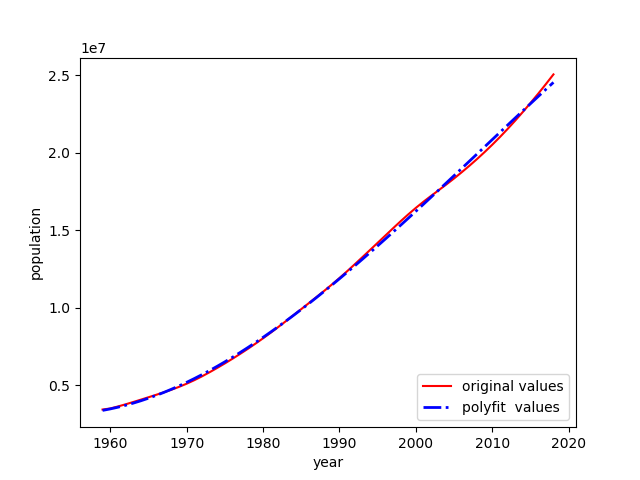 1e7
2.5
2.0
1.5
1.0
0.5
population
1960 1970 1980 1990 2000 2010 2020
year
original values
polyfit  values